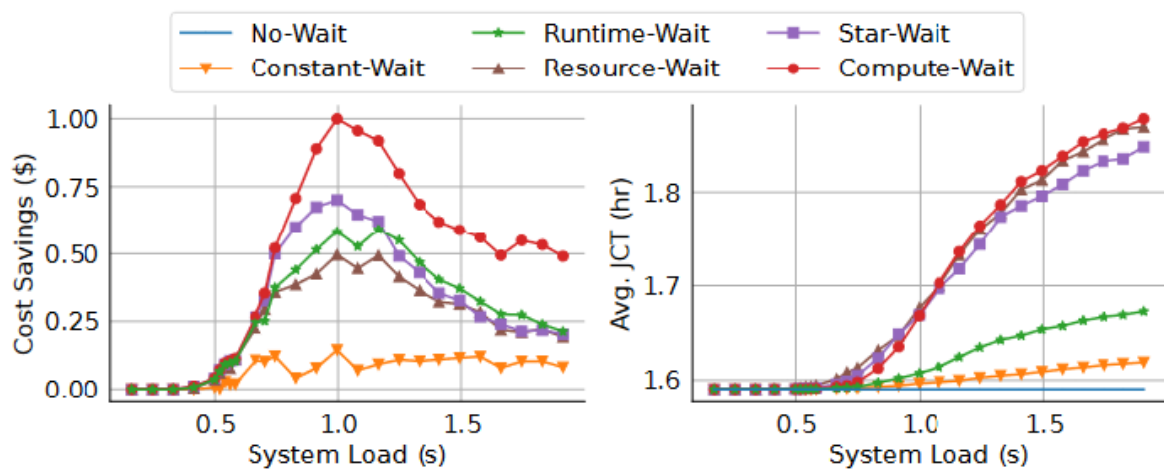 No-Wait Runtime-Wait Star-Wait
Constant-Wait Resource-Wait Compute-Wait
Cost Savings ($)
1.00
0.75
0.50
0.25
0.00
0.5 1.0 1.5
System Load (s)
Avg. JCT (hr)
1.8
1.7
1.6
0.5 1.0 1.5
System Load (s)